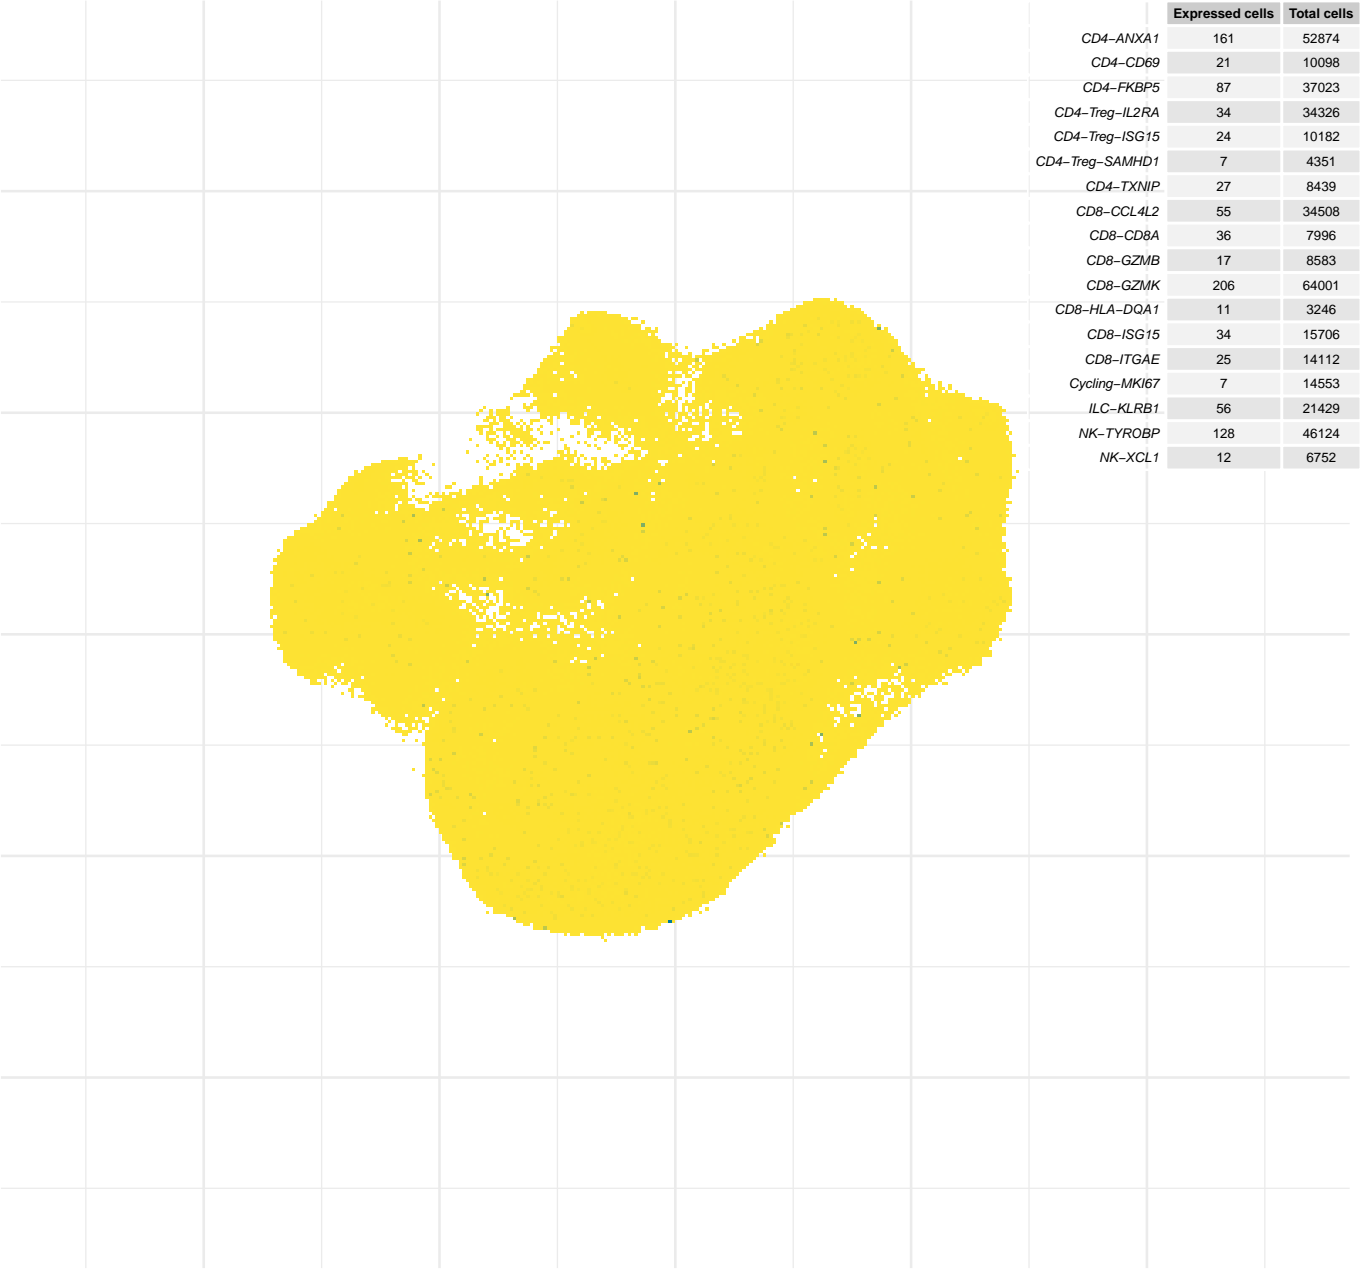 Expressed cells Total cells
CD4−ANXA1 161 52874
CD4−CD69 21 10098
CD4−FKBP5 87 37023
CD4−Treg−IL2RA 34 34326
CD4−Treg−ISG15 24 10182
CD4−Treg−SAMHD1 7 4351
CD4−TXNIP 27 8439
CD8−CCL4L2 55 34508
CD8−CD8A 36 7996
CD8−GZMB 17 8583
CD8−GZMK 206 64001
CD8−HLA−DQA1 11 3246
CD8−ISG15 34 15706
CD8−ITGAE 25 14112
Cycling−MKI67 7 14553
ILC−KLRB1 56 21429
NK−TYROBP 128 46124
NK−XCL1 12 6752